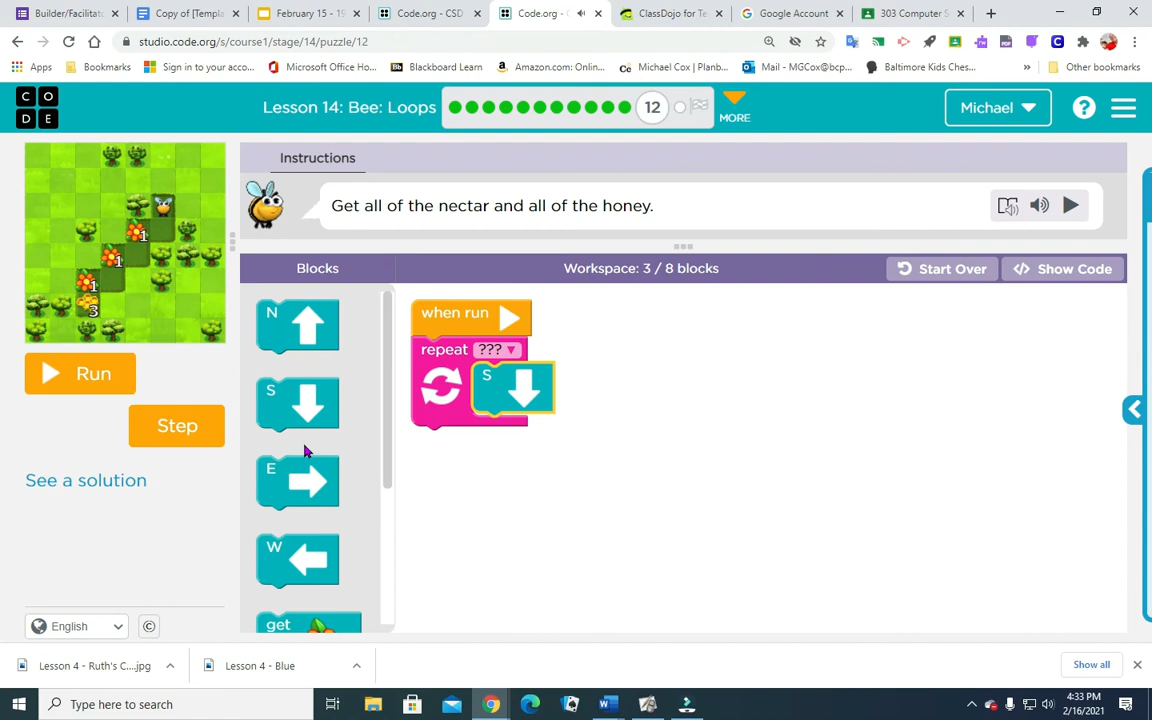 Builder/Facilitato
Copy of [Templa
February 15 - 19
Code.org - CSD
Code.org - C
ClassDojo for Te
Google Account
303 Computer S
studio.code.org/s/course1/stage/14/puzzle/12
Apps
Bookmarks
Sign in to your acco...
Microsoft Office Ho...
Bb
Blackboard Learn
Amazon.com: Onlin...
Michael Cox | Planb...
Mail - MGCox@bcp...
Baltimore Kids Ches...
»
Other bookmarks
C O
D E
Lesson 14: Bee: Loops
12
MORE
Michael
?
Instructions
Get all of the nectar and all of the honey.
Blocks
Workspace: 3 / 8 blocks
Start Over
</> Show Code
1
1
1
3
N
S
E
W
get
when run
repeat ???
S
Run
Step
See a solution
English
©
Lesson 4 - Ruth's C....jpg
Lesson 4 - Blue
Show all
Type here to search
4:33 PM
2/16/2021